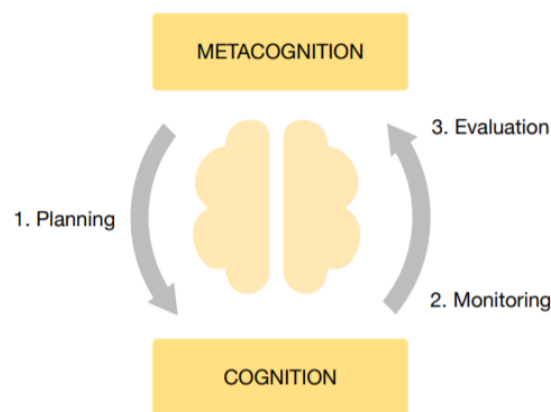 METACOGNITION
3. Evaluation
1. Planning
2. Monitoring
COGNITION